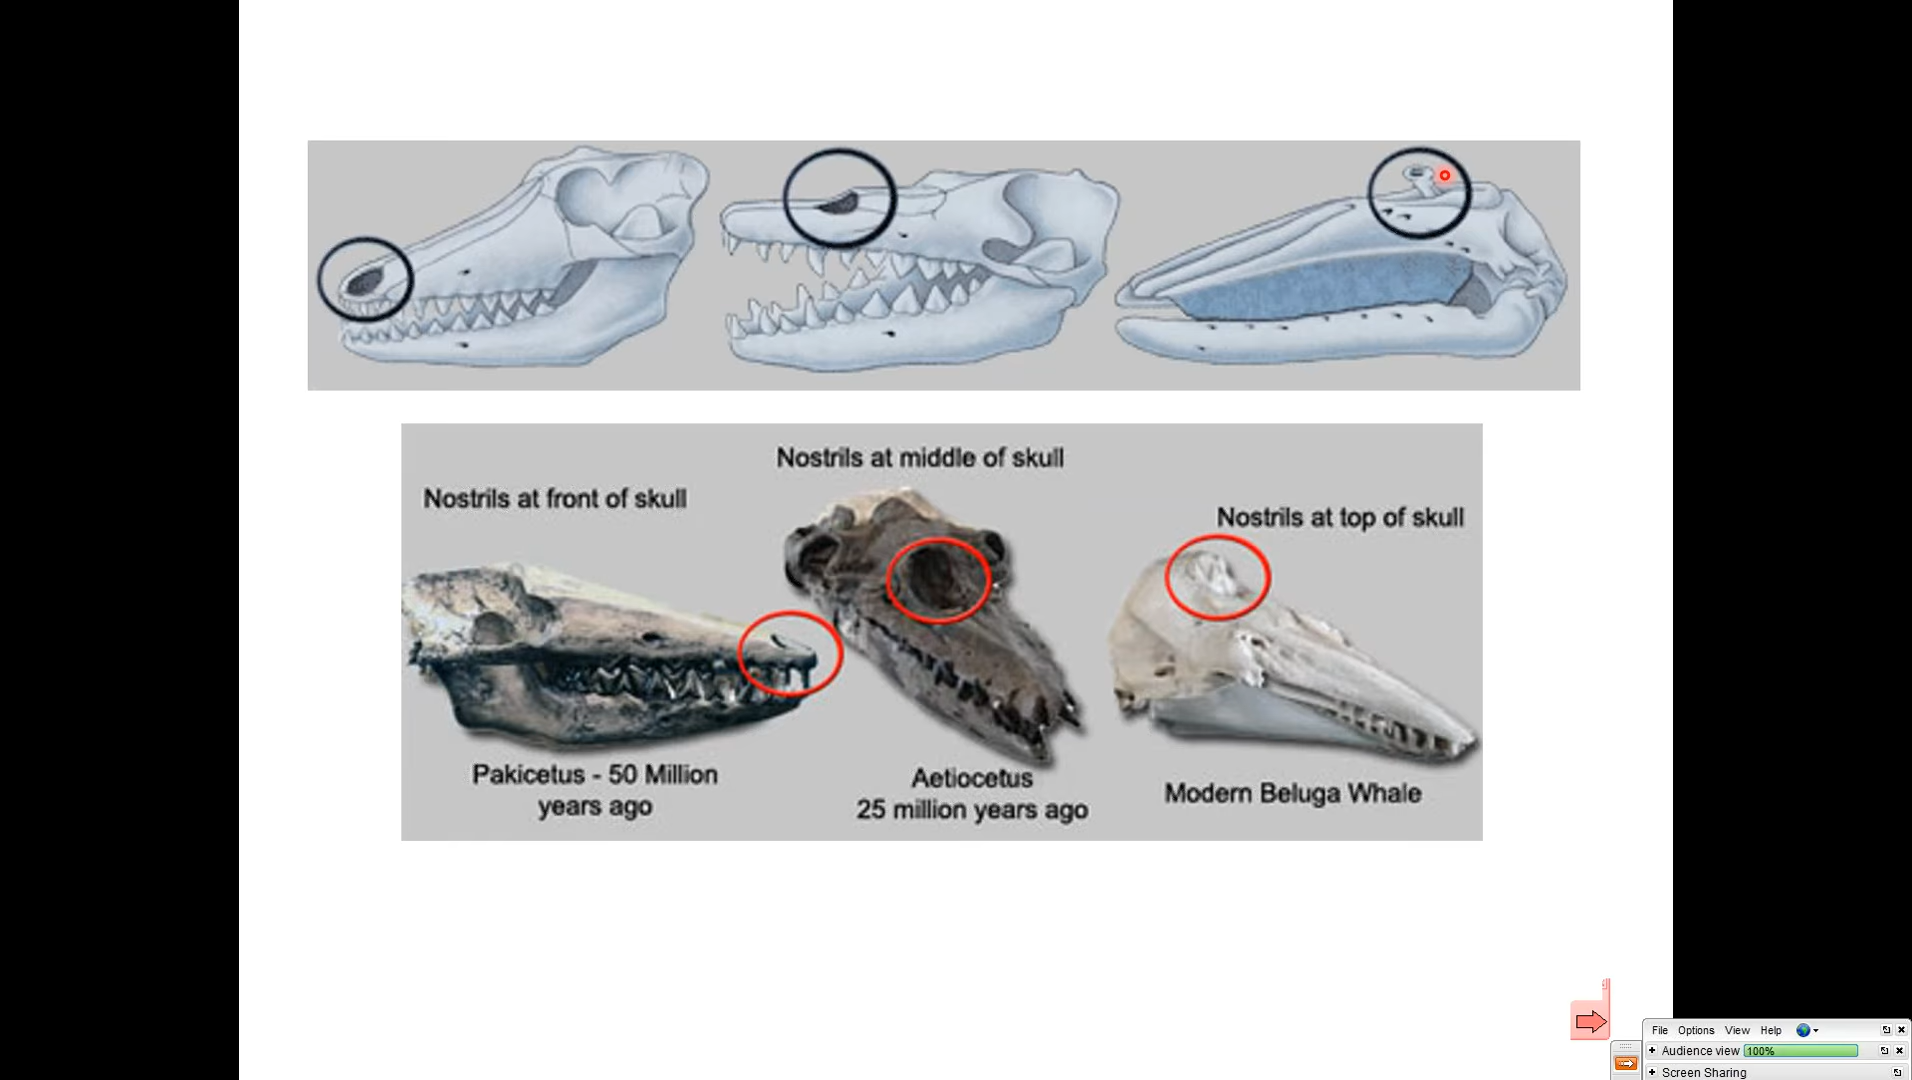 Nostrils at middle of skull
Nostrils at front of skull
Nostrils at top of skull
Pakicetus - 50 Million
years ago
Aetiocetus
25 million years ago
Modern Beluga Whale
File Options View Help
Audience view 100%
Screen Sharing